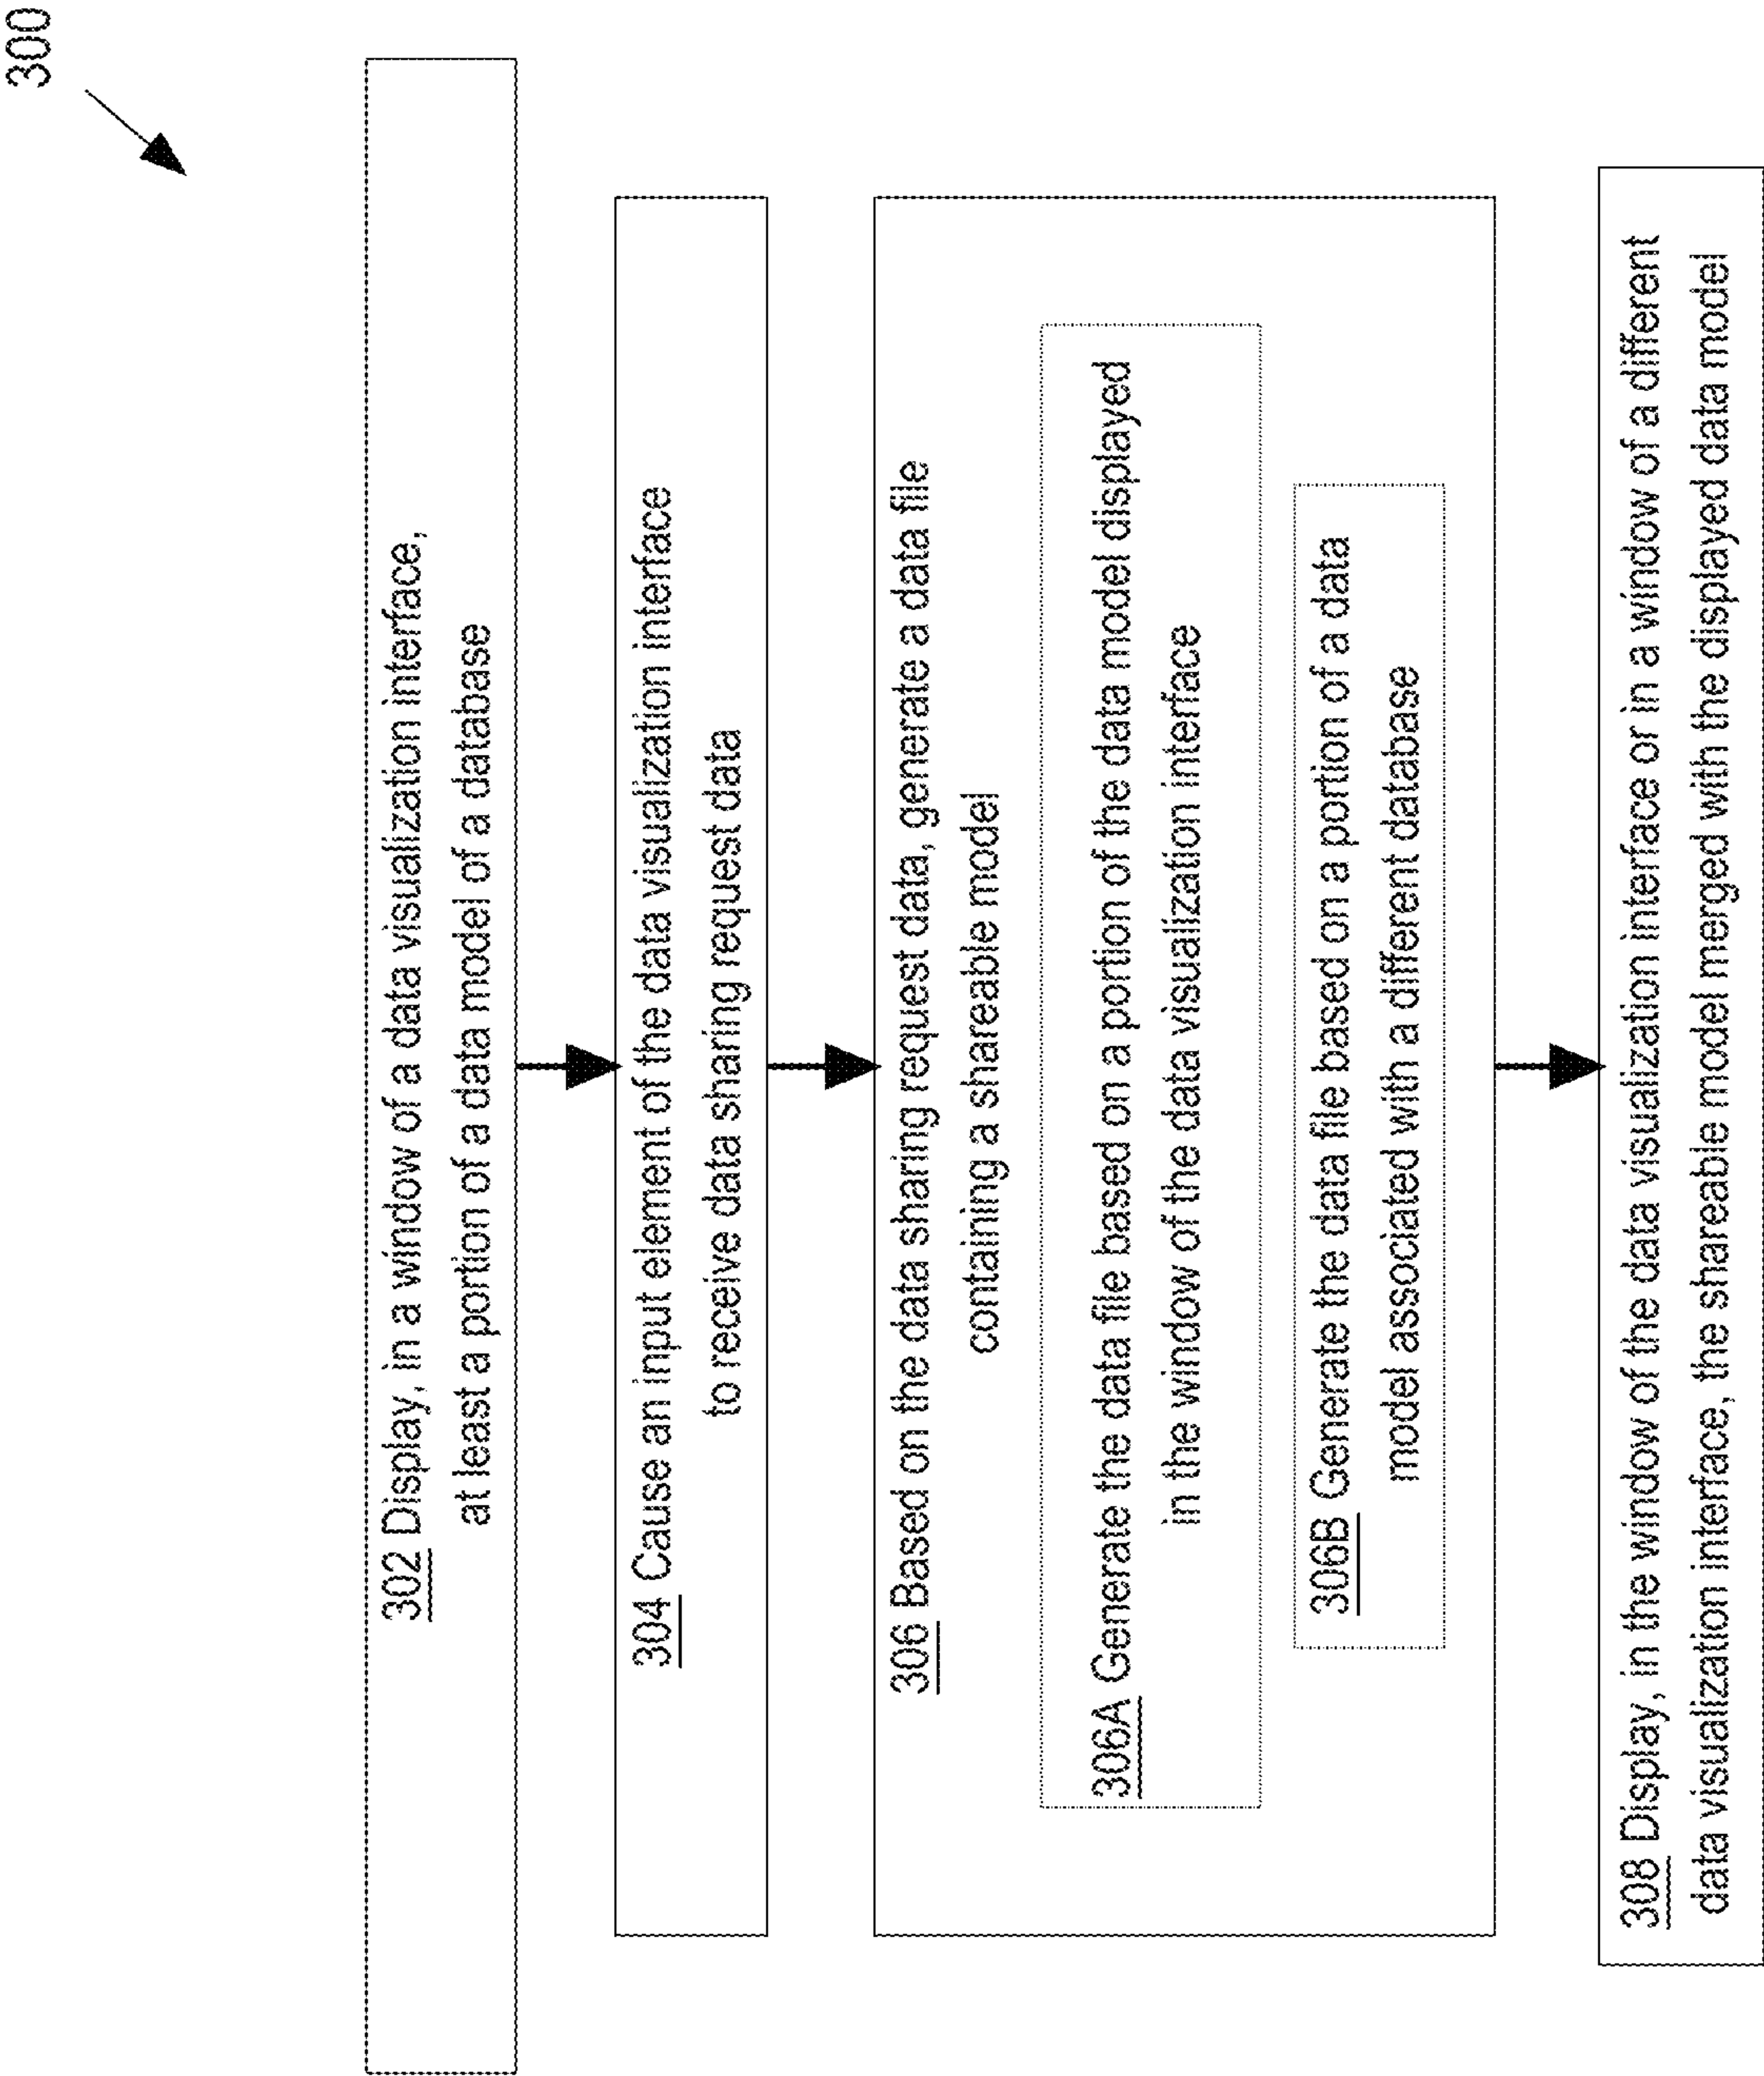 300
302 Display, in a window of a data visualization interface,
at least a portion of a data model of a database
304 Cause an input element of the data visualization interface
to receive data sharing request data
306 Based on the data sharing request data, generate a data file
containing a shareable model
306A Generate the data file based on a portion of the data model displayed
in the window of the data visualization interface
306B Generate the data file based on a portion of a data
model associated with a different database
308 Display, in the window of the data visualization interface or in a window of a different
data visualization interface, the shareable model merged with the displayed data model